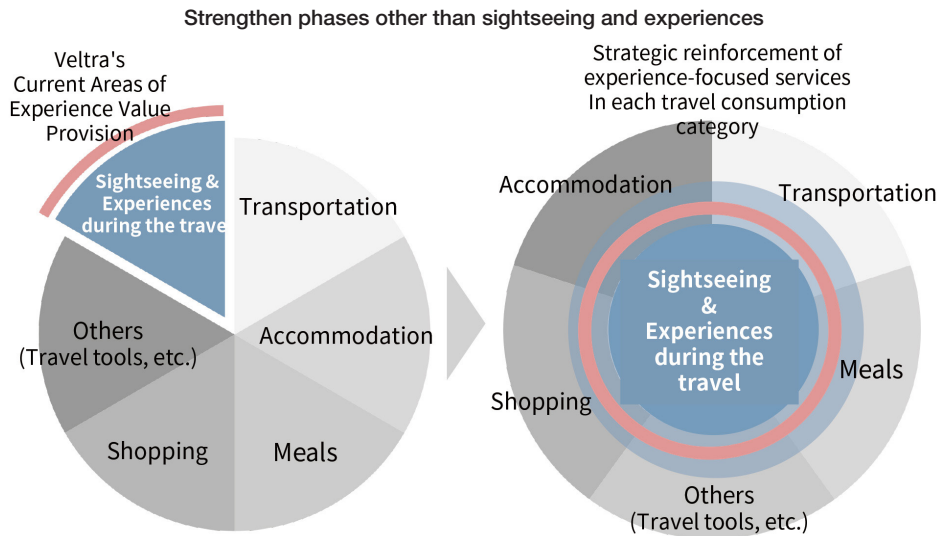 Strengthen phases other than sightseeing and experiences
Veltra's
Current Areas of
Experience Value
Provision
Sightseeing &
Experiences
during the trave
Transportation
Accommodation
Meals
Shopping
Others
(Travel tools, etc.)
Strategic reinforcement of
experience-focused services
In each travel consumption
category
Accommodation
Transportation
Sightseeing
&
Experiences
during the
travel
Meals
Shopping
Others
(Travel tools, etc.)